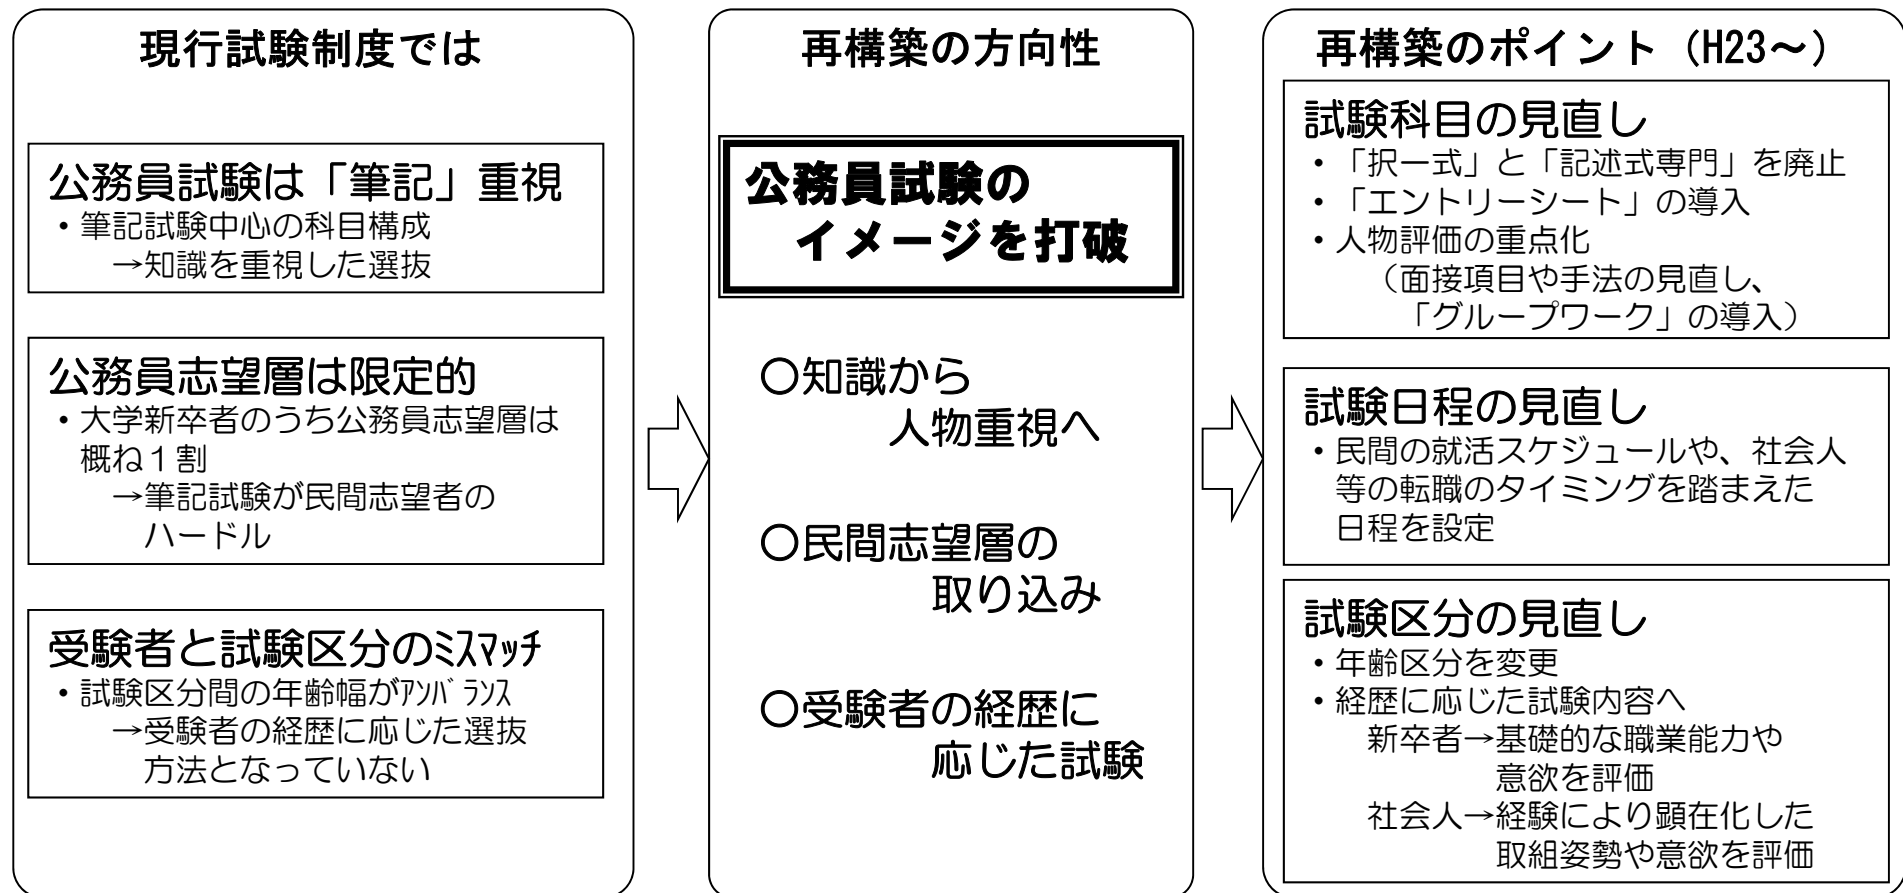 現行試験制度では
公務員試験は「筆記」重視
・筆記試験中心の科目構成
→知識を重視した選抜
公務員志望層は限定的
・大学新卒者のうち公務員志望層は
概ね1割
→筆記試験が民間志望者の
ハードル
受験者と試験区分のﾐｽﾏｯﾁ
・試験区分間の年齢幅がｱﾝﾊﾞﾗﾝｽ
→受験者の経歴に応じた選抜
方法となっていない
再構築の方向性
公務員試験の
イメージを打破
○知識から
人物重視へ
○民間志望層の
取り込み
○受験者の経歴に
応じた試験
再構築のポイント（H23～）
試験科目の見直し
・「択一式」と「記述式専門」を廃止
・「エントリーシート」の導入
・人物評価の重点化
（面接項目や手法の見直し、
「グループワーク」の導入）
試験日程の見直し
・民間の就活スケジュールや、社会人
等の転職のタイミングを踏まえた
日程を設定
試験区分の見直し
・年齢区分を変更
・経歴に応じた試験内容へ
新卒者→基礎的な職業能力や
意欲を評価
社会人→経験により顕在化した
取組姿勢や意欲を評価